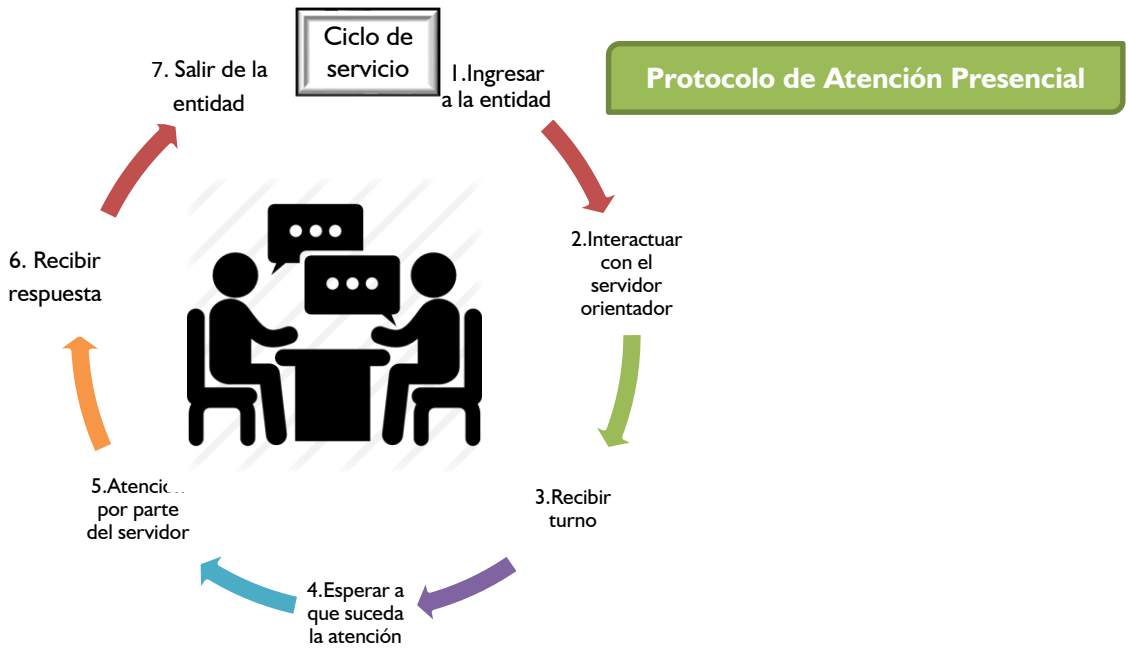 Ciclo de
servicio
Protocolo de Atención Presencial
1.Ingresar
a la entidad
2.Interactuar
con el
servidor
orientador
3.Recibir
turno
4.Esperar a
que suceda
la atención
5.Atención
por parte
del servidor
6. Recibir
respuesta
7. Salir de la
entidad